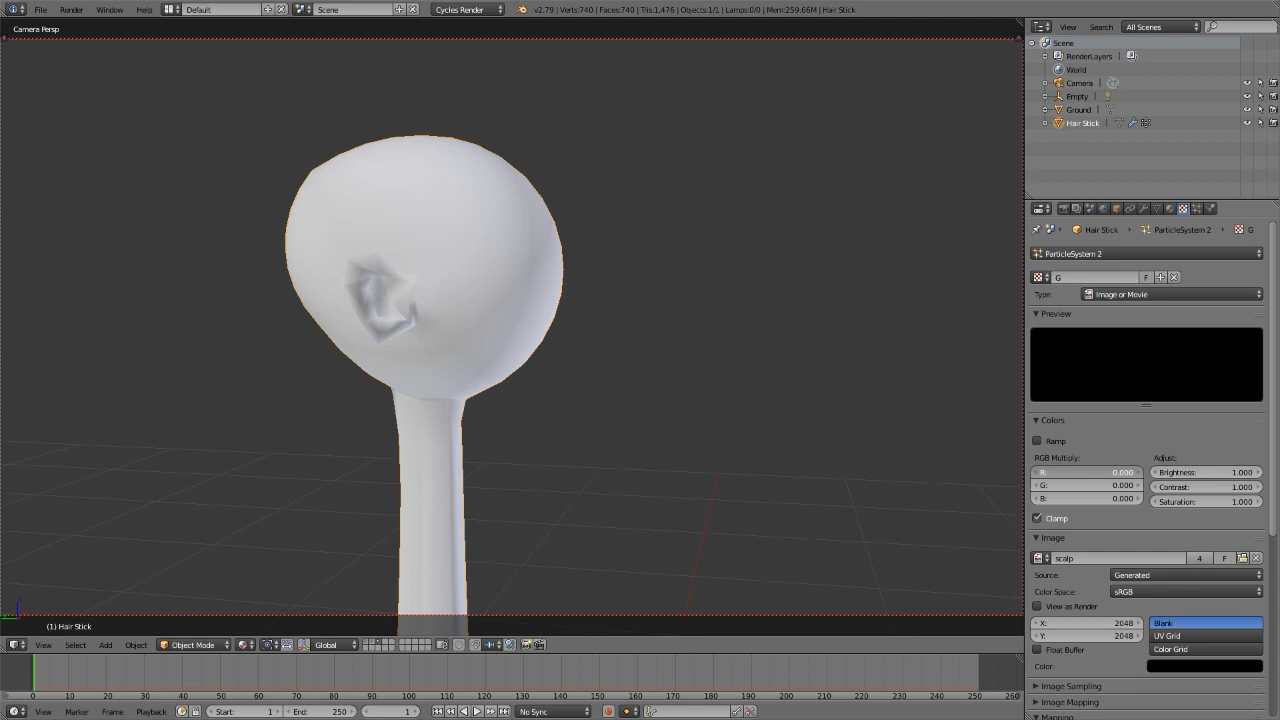 File Render Window Help Default Scene Cycles Render v2.79 | Verts:740 | Faces:740 | Tris:1,476 | Objects:1/1 | Lamps:0/0 | Mem:259.66M | Hair Stick
Camera Persp
View Search All Scenes
Scene
RenderLayers
World
Camera
Empty
Ground
Hair Stick
Hair Stick ParticleSystem 2 G
ParticleSystem 2
G F
Type: Image or Movie
Preview
Colors
Ramp
RGB Multiply: Adjust:
R: 0.000 Brightness: 1.000
G: 0.000 Contrast: 1.000
B: 0.000 Saturation: 1.000
Clamp
Image
scalp 4 F
Source: Generated
Color Space: sRGB
View as Render
X: 2048 Blank
Y: 2048 UV Grid
Float Buffer Color Grid
Color:
Image Sampling
Image Mapping
Mapping
(1) Hair Stick
View Select Add Object Object Mode Global
0 10 20 30 40 50 60 70 80 90 100 110 120 130 140 150 160 170 180 190 200 210 220 230 240 250 260
View Marker Frame Playback Start: 1 End: 250 1 No Sync